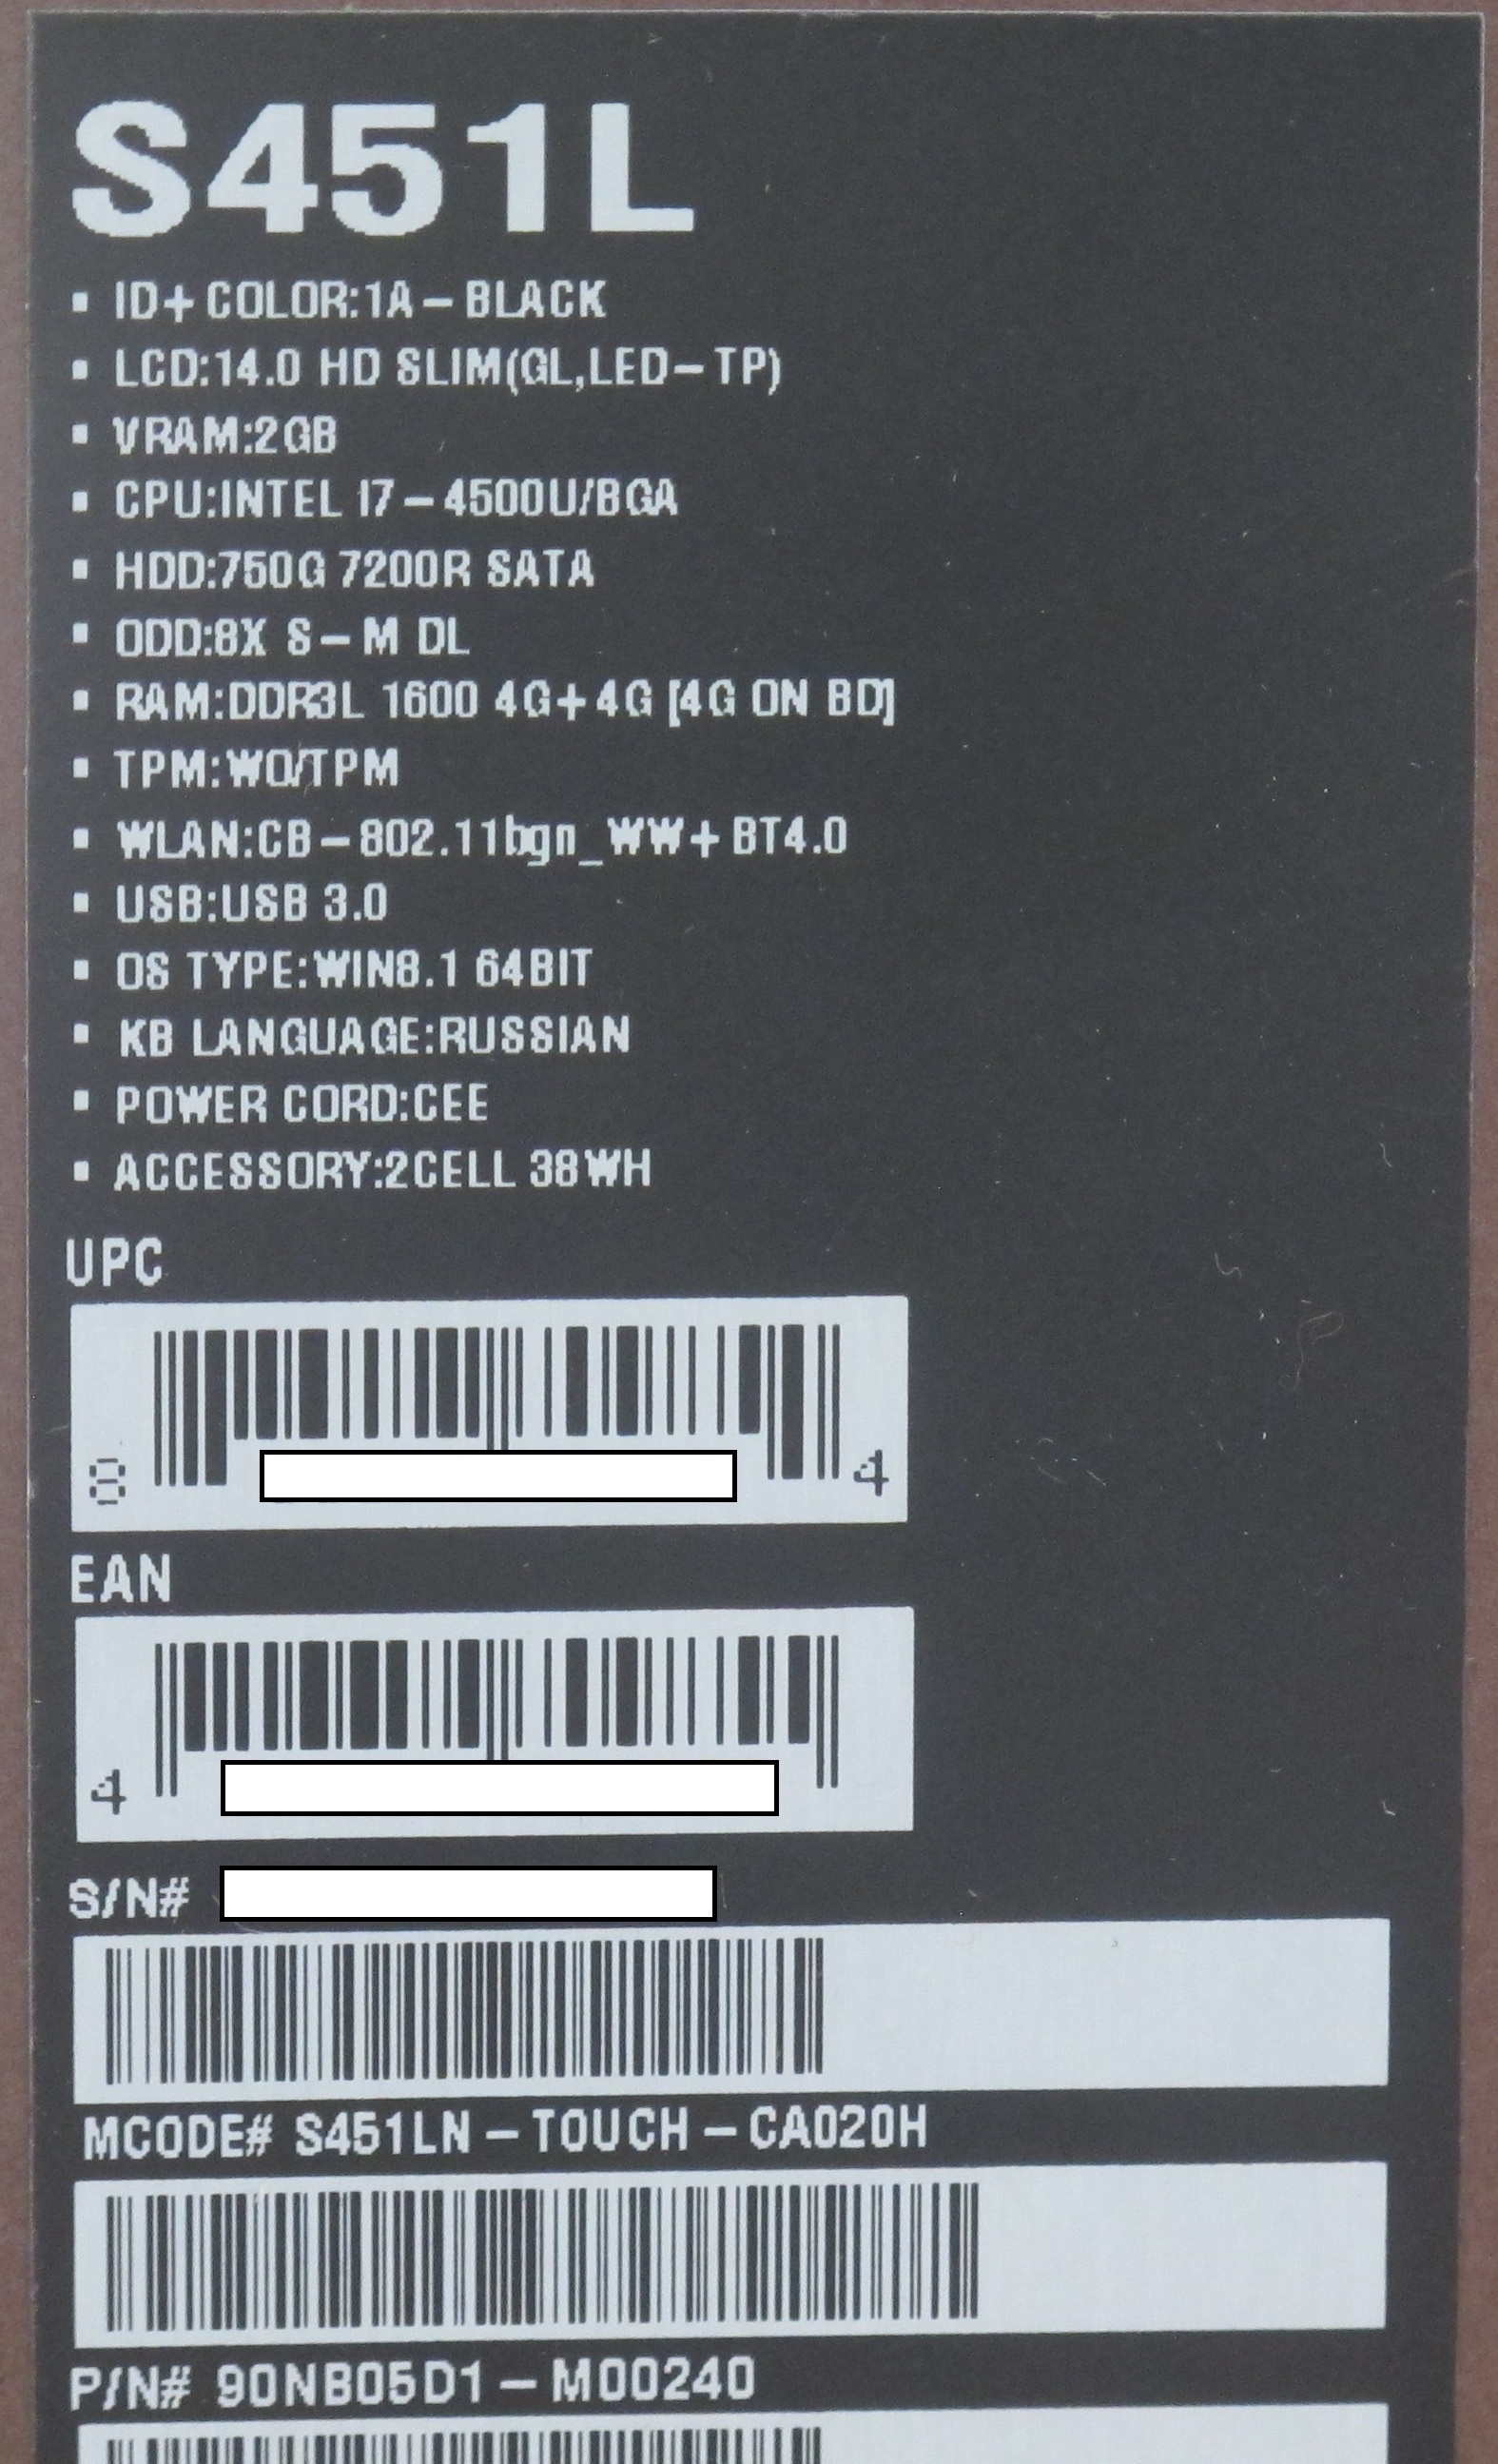 S451L
▪ ID+COLOR:1A-BLACK
▪ LCD:14.0 HD SLIM(GL,LED-TP)
▪ VRAM:2GB
▪ CPU:INTEL I7-4500U/BGA
▪ HDD:750G 7200R SATA
▪ ODD:8X S-M DL
▪ RAM:DDR3L 1600 4G+4G [4G ON BD]
▪ TPM:WO/TPM
▪ WLAN:CB-802.11bgn_WW+BT4.0
▪ USB:USB 3.0
▪ OS TYPE:WIN8.1 64BIT
▪ KB LANGUAGE:RUSSIAN
▪ POWER CORD:CEE
▪ ACCESSORY:2CELL 38WH
UPC
8 4
EAN
4
S/N#
MCODE# S451LN-TOUCH-CA020H
P/N# 90NB05D1-M00240